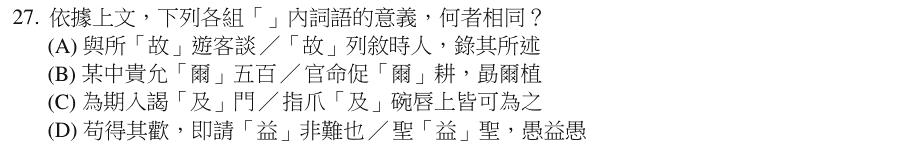 27. 依據上文，下列各組「」內詞語的意義，何者相同？
(A) 與所「故」遊客談／「故」列敘時人，錄其所述
(B) 某中貴允「爾」五百／官命促「爾」耕，勗爾植
(C) 為期入謁「及」門／指爪「及」碗唇上皆可為之
(D) 苟得其歡，即請「益」非難也／聖「益」聖，愚益愚